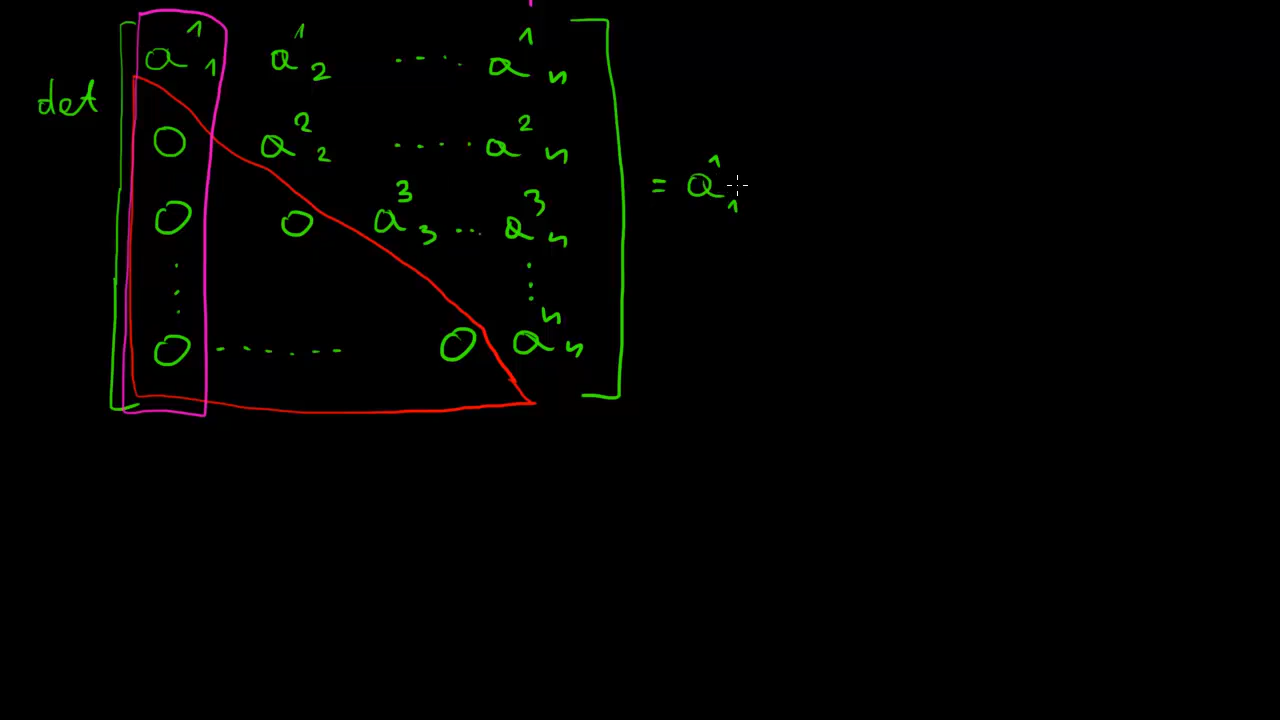 a¹₁ a¹₂ ····· a¹ₙ
det
0 a²₂ ····· a²ₙ = a¹₁
0 0 a³₃ ... a³ₙ
⋮ ⋮
0 ······· 0 aⁿₙ